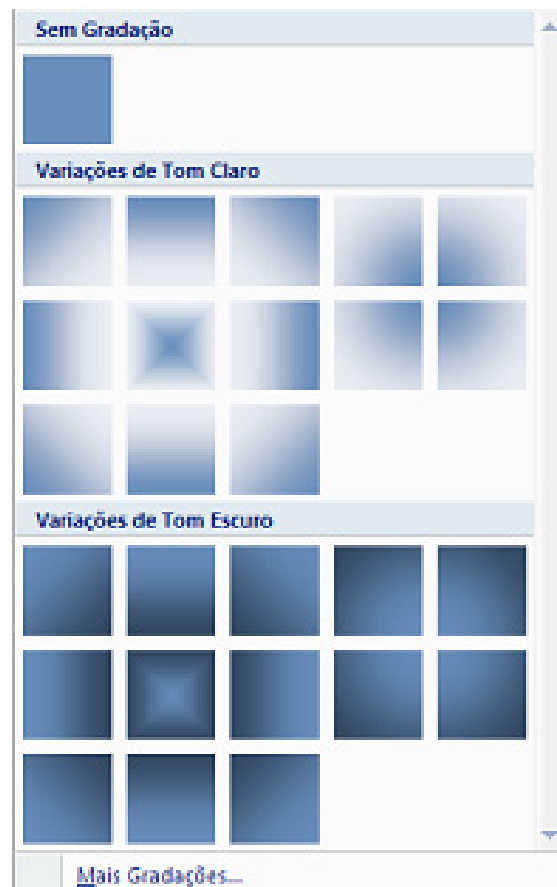 Sem Gradação
Variações de Tom Claro
Variações de Tom Escuro
Mais Gradações...